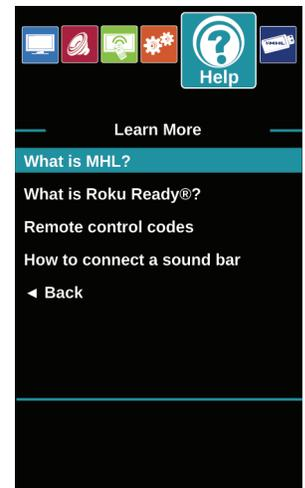 Help
Learn More
What is MHL?
What is Roku Ready®?
Remote control codes
How to connect a sound bar
◄ Back